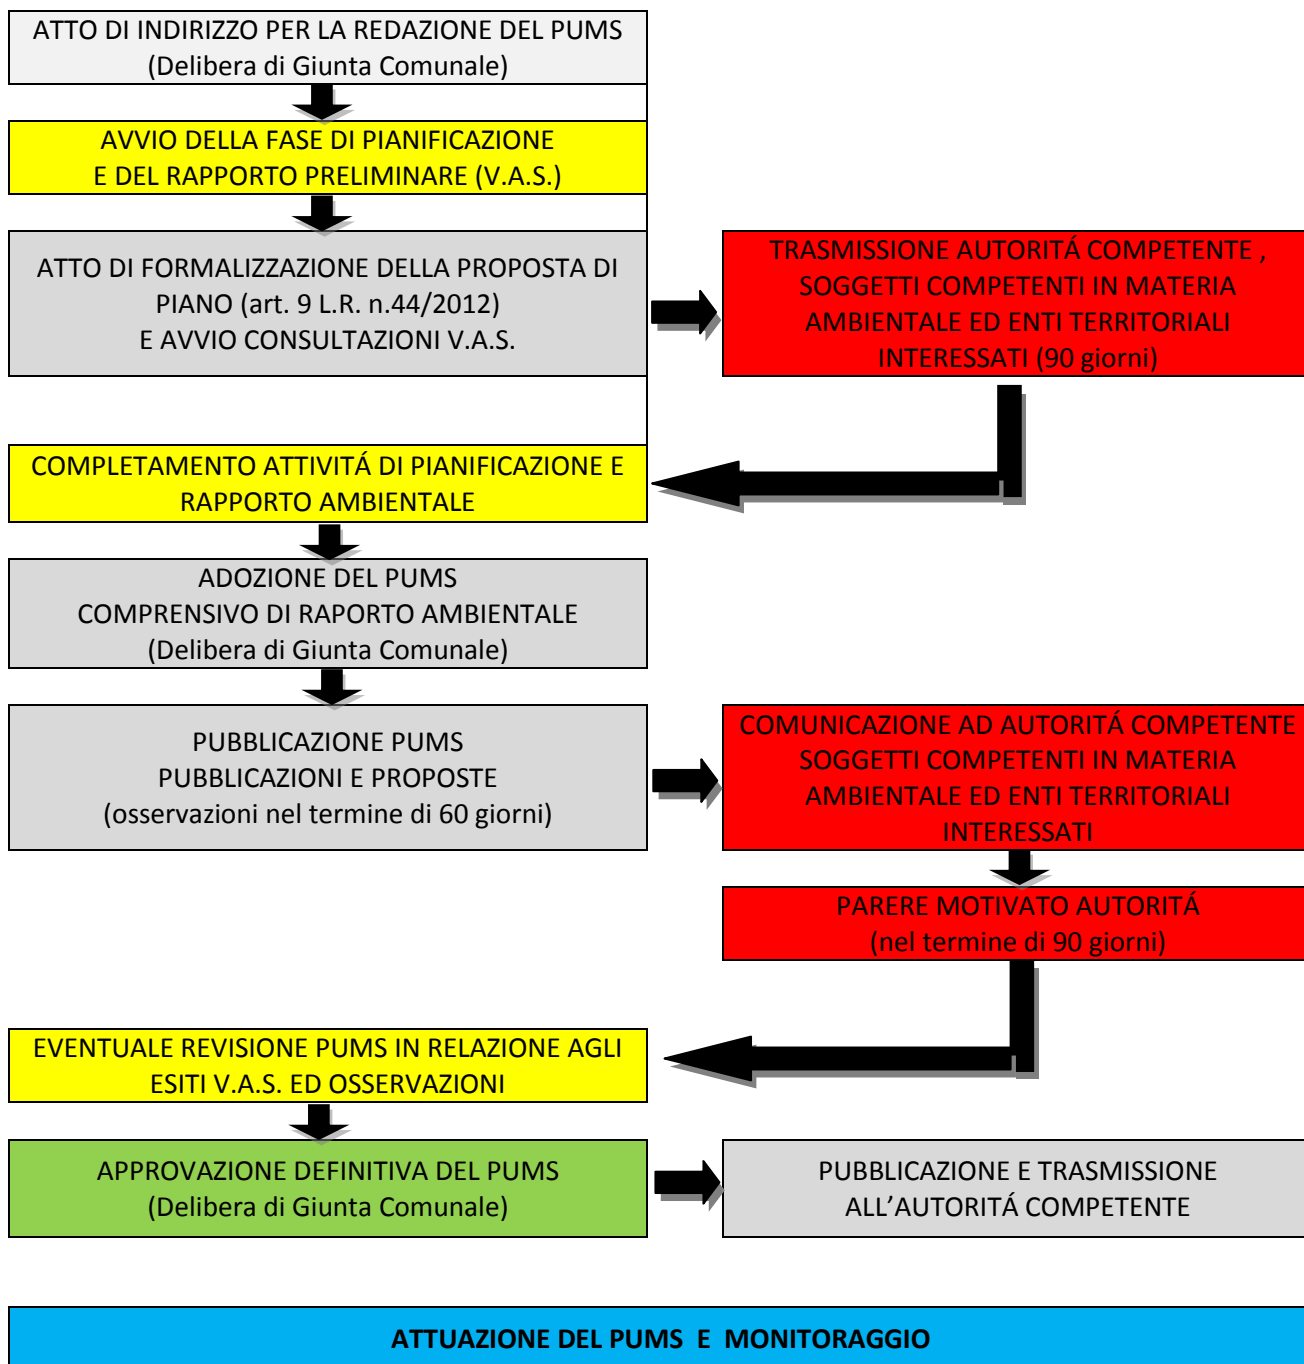 ATTO DI INDIRIZZO PER LA REDAZIONE DEL PUMS
(Delibera di Giunta Comunale)
AVVIO DELLA FASE DI PIANIFICAZIONE
E DEL RAPPORTO PRELIMINARE (V.A.S.)
ATTO DI FORMALIZZAZIONE DELLA PROPOSTA DI
PIANO (art. 9 L.R. n.44/2012)
E AVVIO CONSULTAZIONI V.A.S.
TRASMISSIONE AUTORITÁ COMPETENTE ,
SOGGETTI COMPETENTI IN MATERIA
AMBIENTALE ED ENTI TERRITORIALI
INTERESSATI (90 giorni)
COMPLETAMENTO ATTIVITÁ DI PIANIFICAZIONE E
RAPPORTO AMBIENTALE
ADOZIONE DEL PUMS
COMPRENSIVO DI RAPORTO AMBIENTALE
(Delibera di Giunta Comunale)
PUBBLICAZIONE PUMS
PUBBLICAZIONI E PROPOSTE
(osservazioni nel termine di 60 giorni)
COMUNICAZIONE AD AUTORITÁ COMPETENTE
SOGGETTI COMPETENTI IN MATERIA
AMBIENTALE ED ENTI TERRITORIALI
INTERESSATI
PARERE MOTIVATO AUTORITÁ
(nel termine di 90 giorni)
EVENTUALE REVISIONE PUMS IN RELAZIONE AGLI
ESITI V.A.S. ED OSSERVAZIONI
APPROVAZIONE DEFINITIVA DEL PUMS
(Delibera di Giunta Comunale)
PUBBLICAZIONE E TRASMISSIONE
ALL’AUTORITÁ COMPETENTE
ATTUAZIONE DEL PUMS E MONITORAGGIO